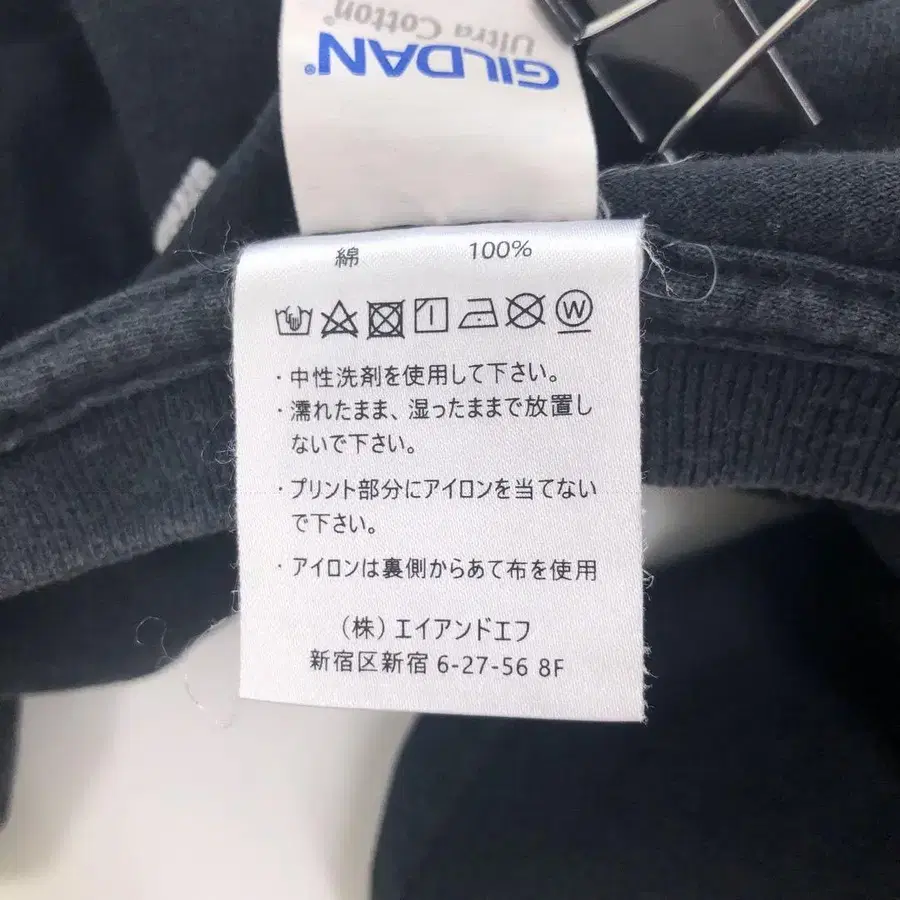 GILDAN®
Ultra Cotton®
綿 100%
W
・中性洗剤を使用して下さい。
・濡れたまま、湿ったままで放置し
ないで下さい。
・プリント部分にアイロンを当てない
で下さい。
・アイロンは裏側からあて布を使用
（株）エイアンドエフ
新宿区新宿 6-27-56 8F